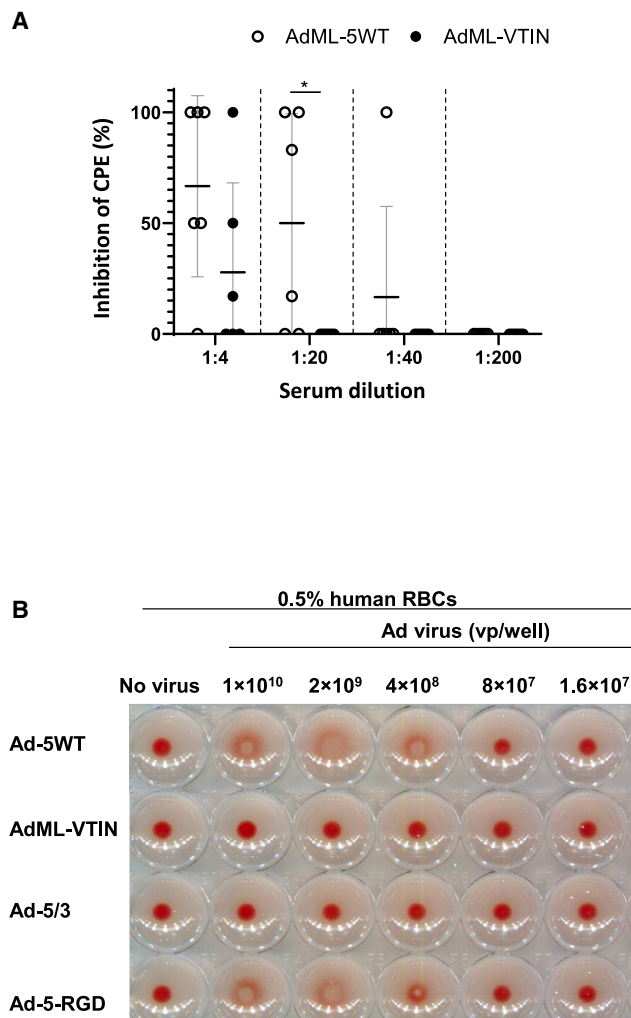 A
AdML-5WT AdML-VTIN
*
Inhibition of CPE (%)
100
50
0
1:4 1:20 1:40 1:200
Serum dilution
B
0.5% human RBCs
Ad virus (vp/well)
No virus 1×10¹⁰ 2×10⁹ 4×10⁸ 8×10⁷ 1.6×10⁷
Ad-5WT
AdML-VTIN
Ad-5/3
Ad-5-RGD